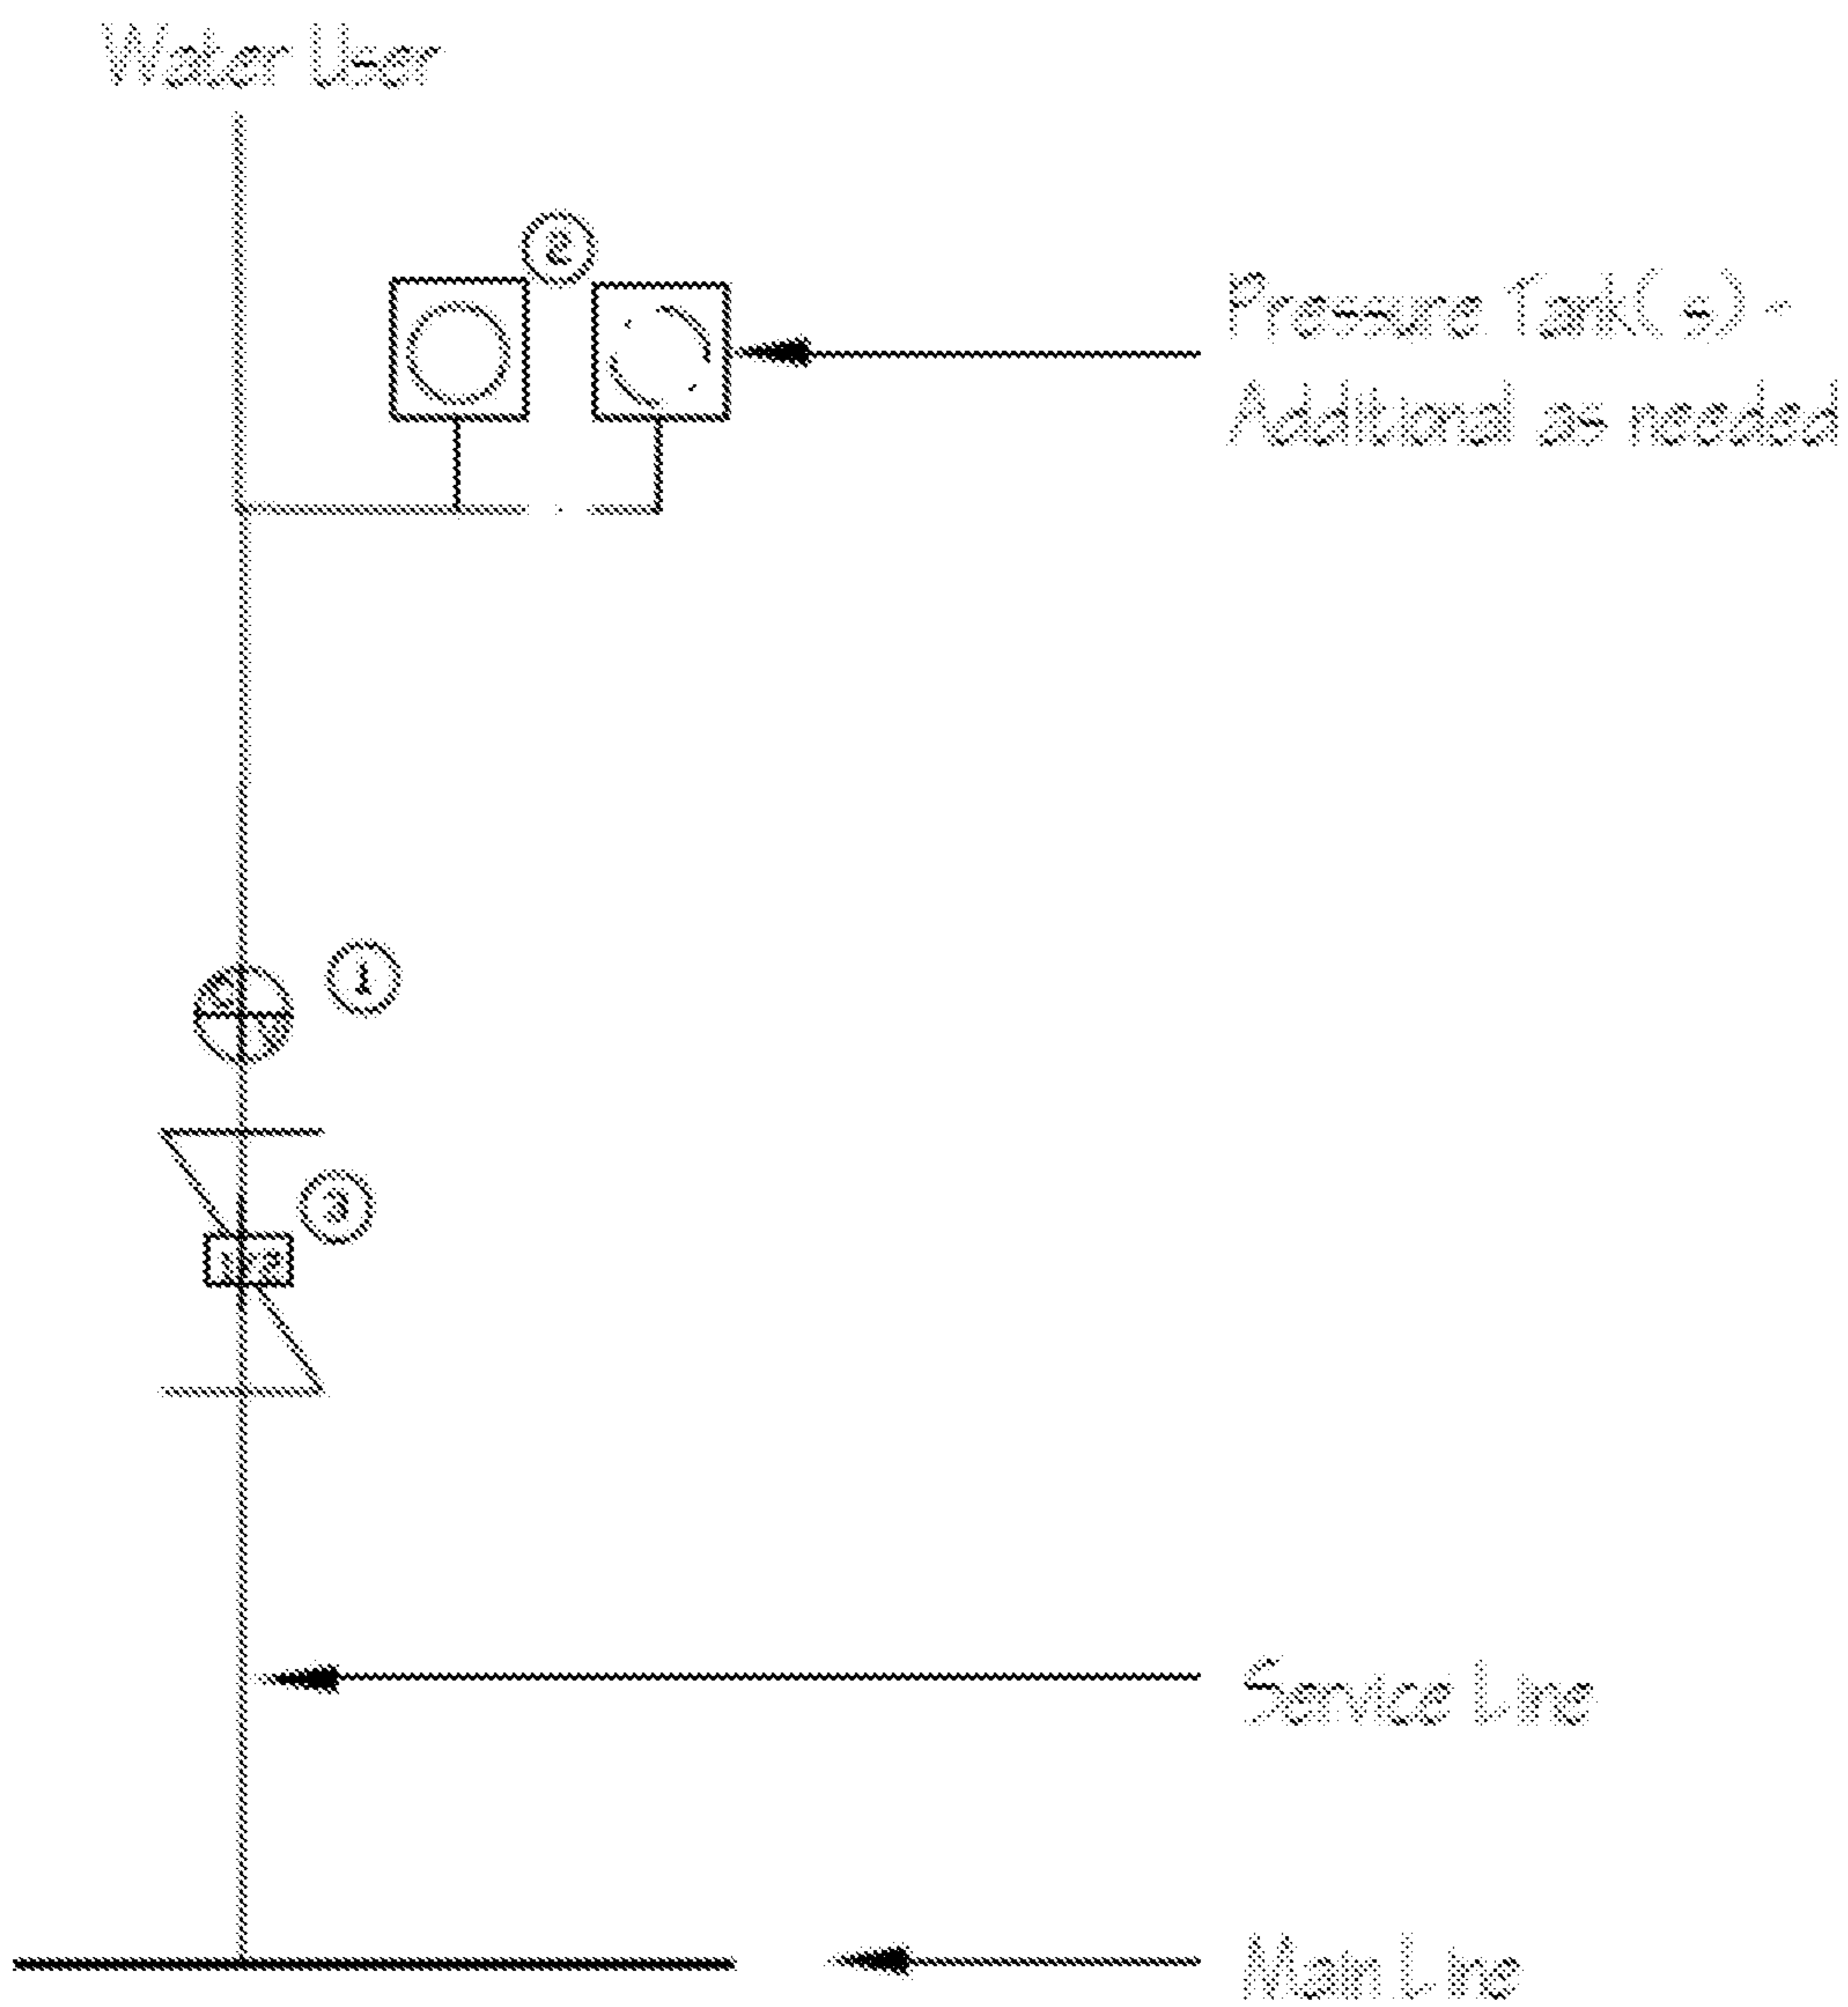 Water User
2
Pressure Tank(s) -
Additional as needed
1
3
Service Line
Main Line